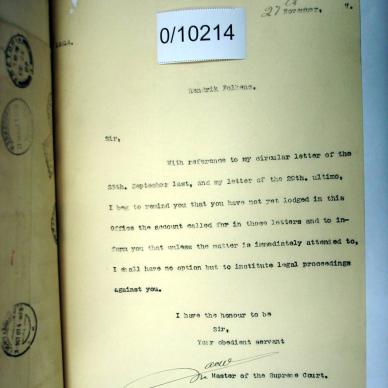 0/10214
27th November, 7.
Hendrik Folkens.
Sir,
With reference to my circular letter of the
25th. September last, and my letter of the 29th. ultimo,
I beg to remind you that you have not yet lodged in this
Office the account called for in those letters and to in-
form you that unless the matter is immediately attended to,
I shall have no option but to institute legal proceedings
against you.
I have the honour to be
Sir,
Your obedient servant
Master of the Supreme Court.